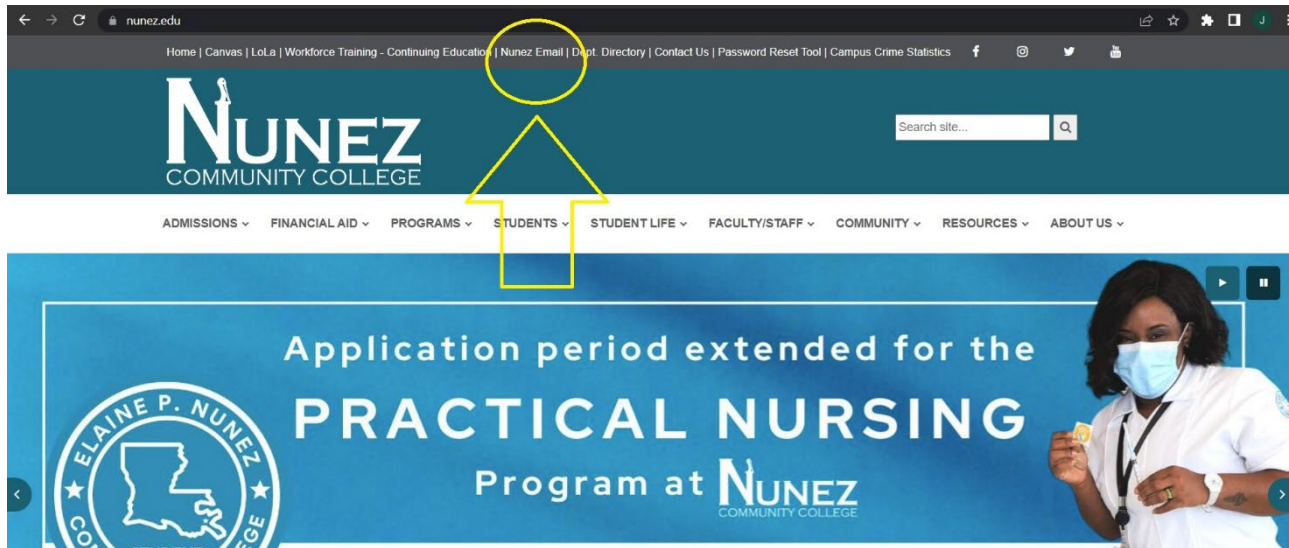 nunez.edu
J
Home | Canvas | LoLa | Workforce Training - Continuing Education | Nunez Email | Dept. Directory | Contact Us | Password Reset Tool | Campus Crime Statistics
NUNEZ
COMMUNITY COLLEGE
Search site...
ADMISSIONS FINANCIAL AID PROGRAMS STUDENTS STUDENT LIFE FACULTY/STAFF COMMUNITY RESOURCES ABOUT US
Application period extended for the
PRACTICAL NURSING
Program at NUNEZ
COMMUNITY COLLEGE
ELAINE P. NUNEZ